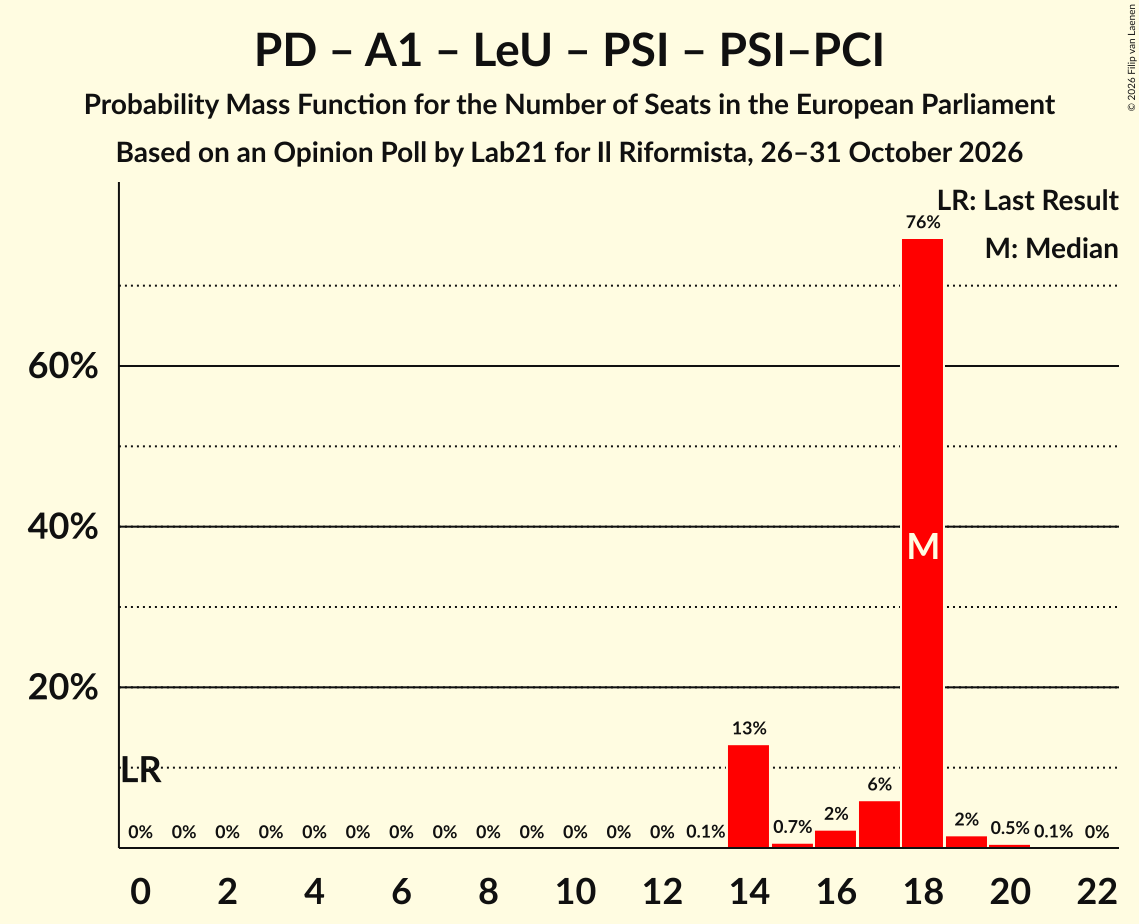 PD – A1 – LeU – PSI – PSI–PCI
Probability Mass Function for the Number of Seats in the European Parliament
Based on an Opinion Poll by Lab21 for Il Riformista, 26–31 October 2026
© 2026 Filip van Laenen
LR: Last Result
M: Median
60%
40%
20%
LR
M
0% 0% 0% 0% 0% 0% 0% 0% 0% 0% 0% 0% 0% 0.1% 13% 0.7% 2% 6% 76% 2% 0.5% 0.1% 0%
0 2 4 6 8 10 12 14 16 18 20 22